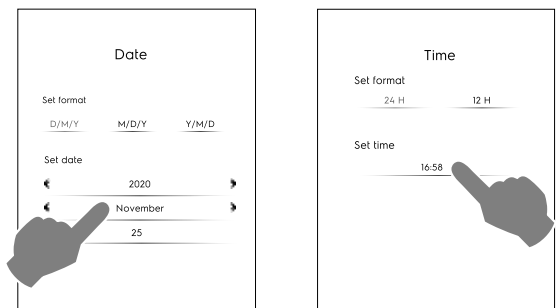 Date
Set format
D/M/Y M/D/Y Y/M/D
Set date
2020
November
25
Time
Set format
24 H 12 H
Set time
16:58